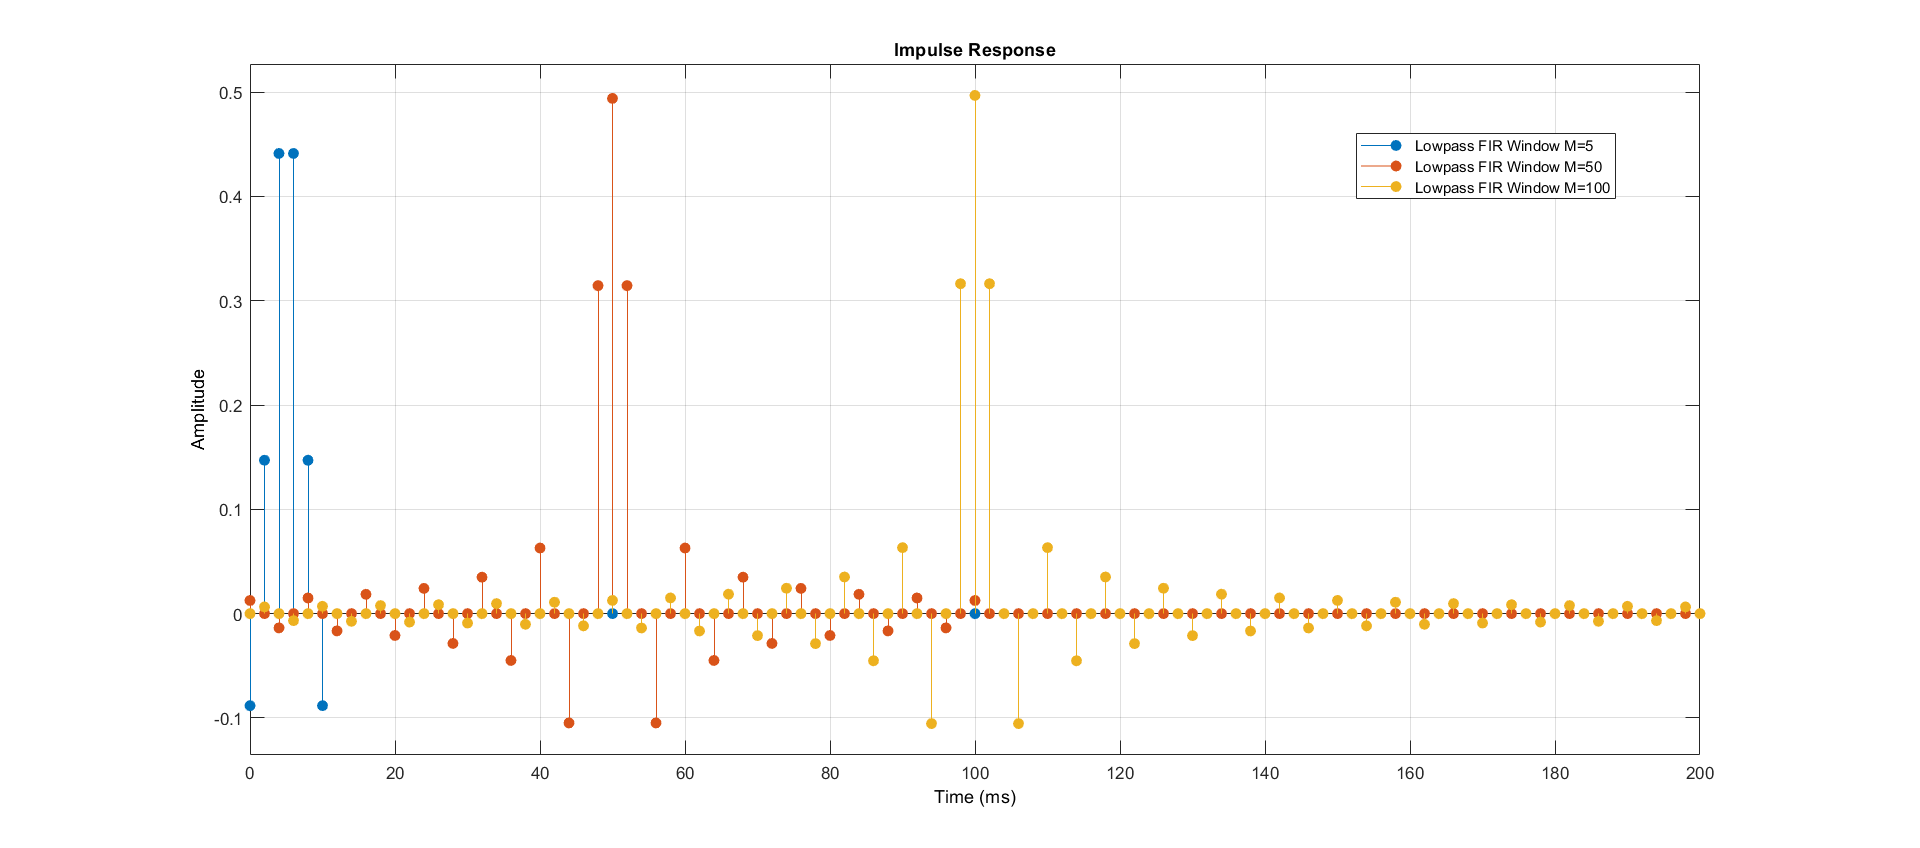 Impulse Response
0.5
0.4
0.3
0.2
0.1
0
-0.1
Amplitude
Lowpass FIR Window M=5
Lowpass FIR Window M=50
Lowpass FIR Window M=100
0 20 40 60 80 100 120 140 160 180 200
Time (ms)